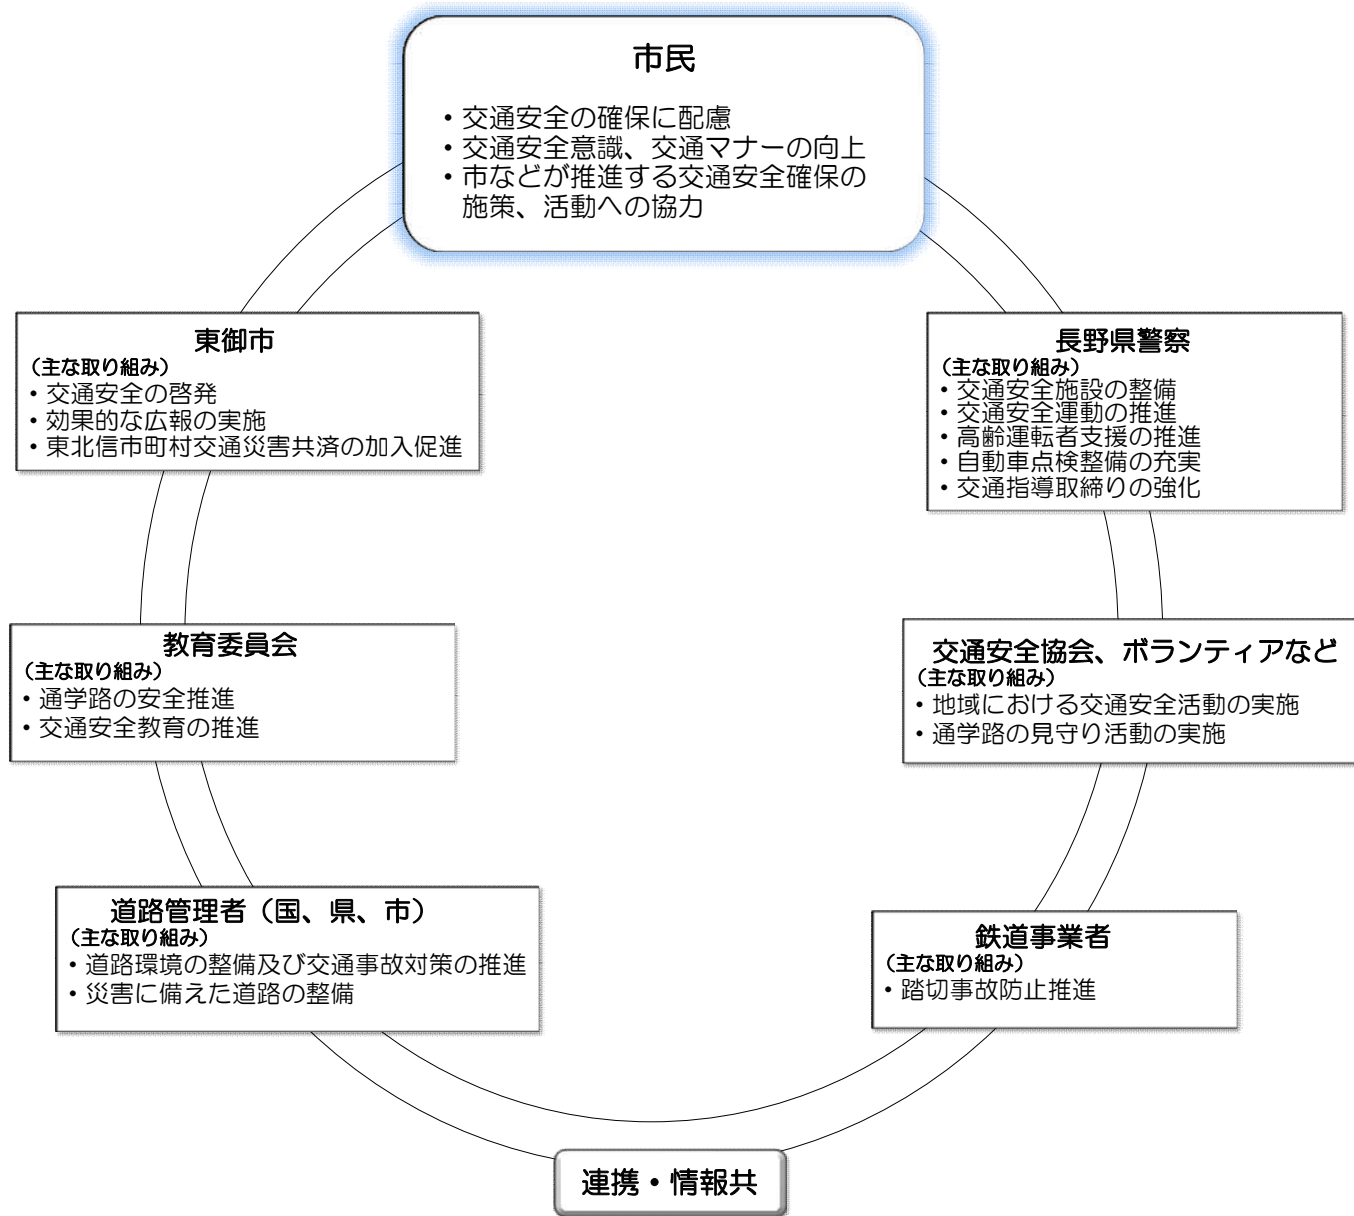 市民
・交通安全の確保に配慮
・交通安全意識、交通マナーの向上
・市などが推進する交通安全確保の
施策、活動への協力
東御市
（主な取り組み）
・交通安全の啓発
・効果的な広報の実施
・東北信市町村交通災害共済の加入促進
長野県警察
（主な取り組み）
・交通安全施設の整備
・交通安全運動の推進
・高齢運転者支援の推進
・自動車点検整備の充実
・交通指導取締りの強化
教育委員会
（主な取り組み）
・通学路の安全推進
・交通安全教育の推進
交通安全協会、ボランティアなど
（主な取り組み）
・地域における交通安全活動の実施
・通学路の見守り活動の実施
道路管理者（国、県、市）
（主な取り組み）
・道路環境の整備及び交通事故対策の推進
・災害に備えた道路の整備
鉄道事業者
（主な取り組み）
・踏切事故防止推進
連携・情報共